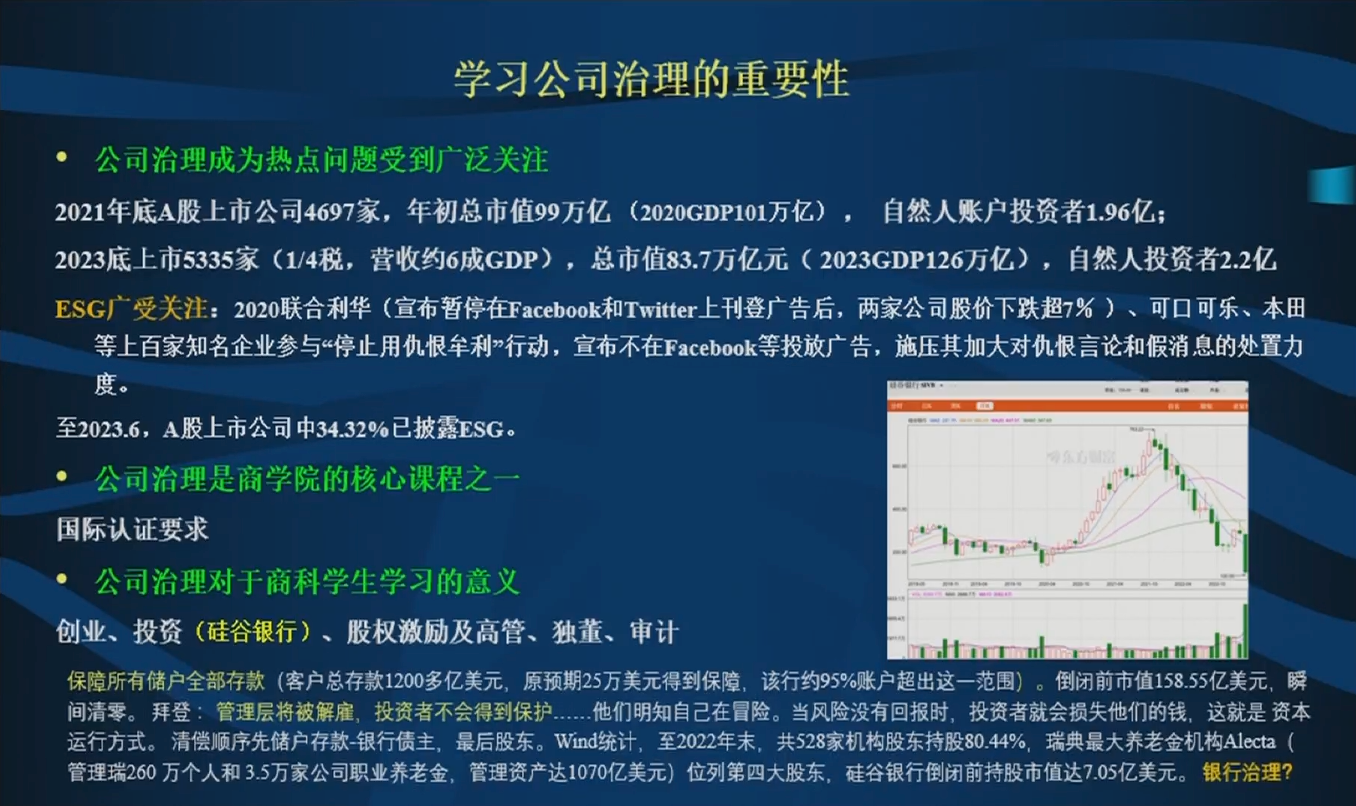 学习公司治理的重要性
• 公司治理成为热点问题受到广泛关注
2021年底A股上市公司4697家，年初总市值99万亿（2020GDP101万亿）， 自然人账户投资者1.96亿；
2023底上市5335家（1/4税，营收约6成GDP），总市值83.7万亿元（ 2023GDP126万亿），自然人投资者2.2亿
ESG广受关注：2020联合利华（宣布暂停在Facebook和Twitter上刊登广告后，两家公司股价下跌超7% ）、可口可乐、本田
等上百家知名企业参与“停止用仇恨牟利”行动，宣布不在Facebook等投放广告，施压其加大对仇恨言论和假消息的处置力
度。
至2023.6，A股上市公司中34.32%已披露ESG。
• 公司治理是商学院的核心课程之一
国际认证要求
• 公司治理对于商科学生学习的意义
创业、投资（硅谷银行）、股权激励及高管、独董、审计
东方财富
保障所有储户全部存款（客户总存款1200多亿美元，原预期25万美元得到保障，该行约95%账户超出这一范围）。倒闭前市值158.55亿美元，瞬
间清零。 拜登：管理层将被解雇，投资者不会得到保护……他们明知自己在冒险。当风险没有回报时，投资者就会损失他们的钱，这就是 资本
运行方式。 清偿顺序先储户存款-银行债主，最后股东。Wind统计，至2022年末，共528家机构股东持股80.44%，瑞典最大养老金机构Alecta（
管理瑞260 万个人和 3.5万家公司职业养老金，管理资产达1070亿美元）位列第四大股东，硅谷银行倒闭前持股市值达7.05亿美元。 银行治理?